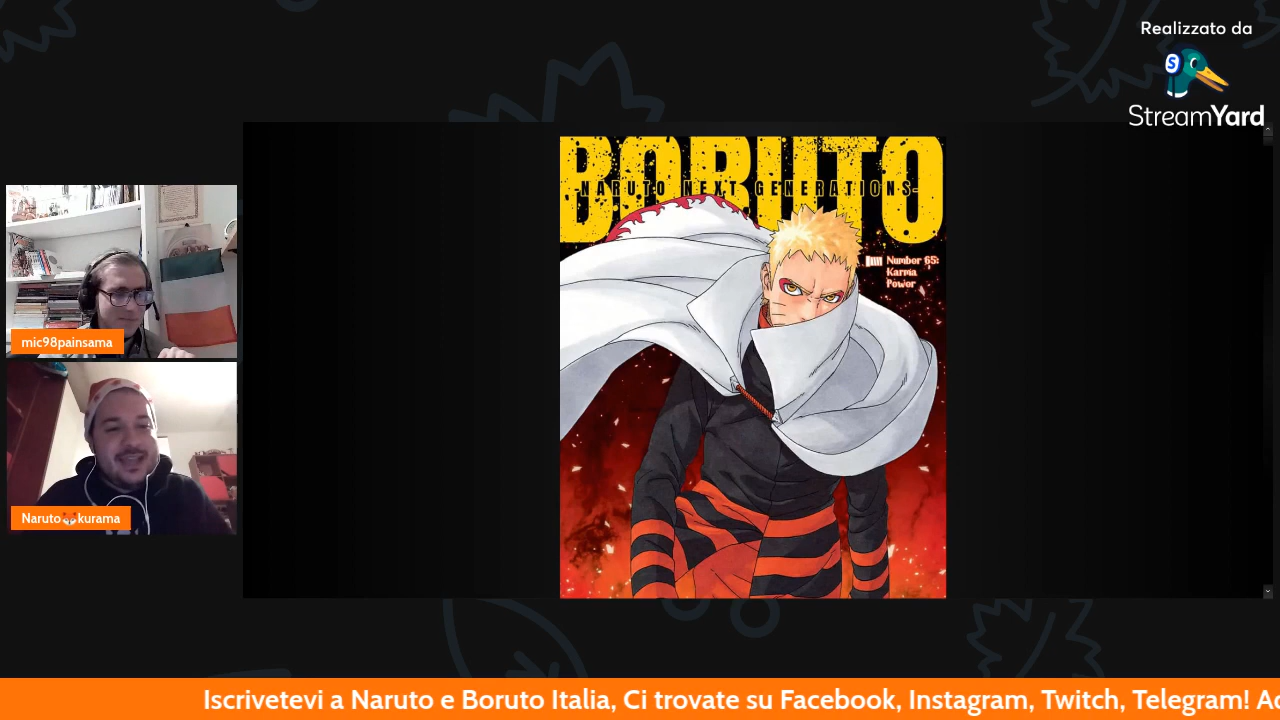 Realizzato da
S
StreamYard
BORUTO
-NARUTO NEXT GENERATIONS-
Number 65:
Karma
Power
mic98painsama
Naruto🦊kurama
Iscrivetevi a Naruto e Boruto Italia, Ci trovate su Facebook, Instagram, Twitch, Telegram! Ac